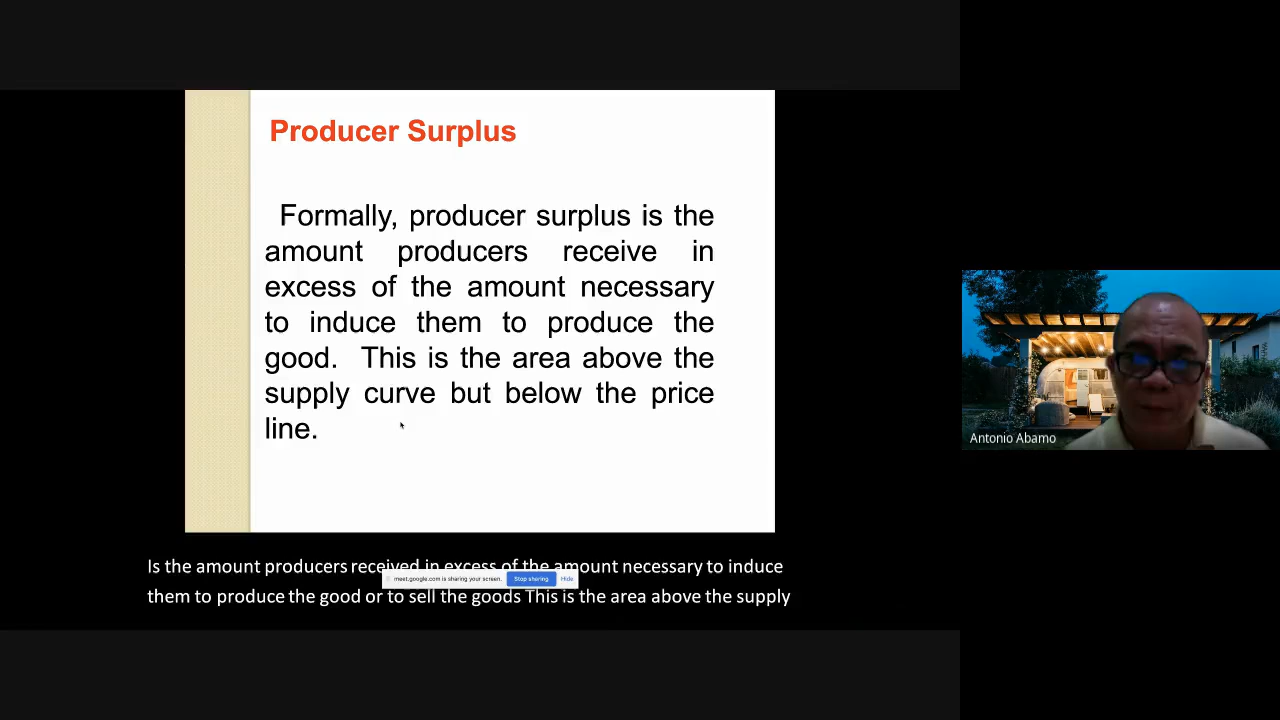 Producer Surplus
Formally, producer surplus is the
amount producers receive in
excess of the amount necessary
to induce them to produce the
good. This is the area above the
supply curve but below the price
line.
Antonio Abamo
Is the amount producers received in excess of the amount necessary to induce
meet.google.com is sharing your screen. Stop sharing Hide
them to produce the good or to sell the goods This is the area above the supply